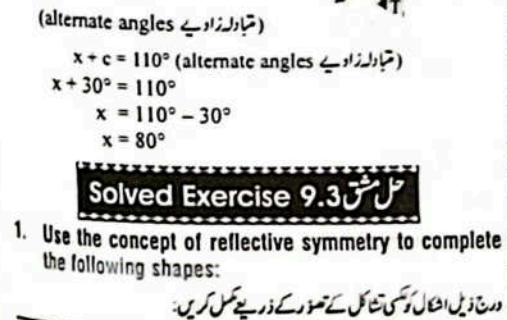 T
(alternate angles متبادلہ زاویے)
x + c = 110° (alternate angles متبادلہ زاویے)
x + 30° = 110°
x = 110° – 30°
x = 80°
Solved Exercise 9.3 حل مشق
1. Use the concept of reflective symmetry to complete
the following shapes:
درج ذیل اشکال کو عکسی تشاکل کے تصوّر کے ذریعے مکمل کریں: